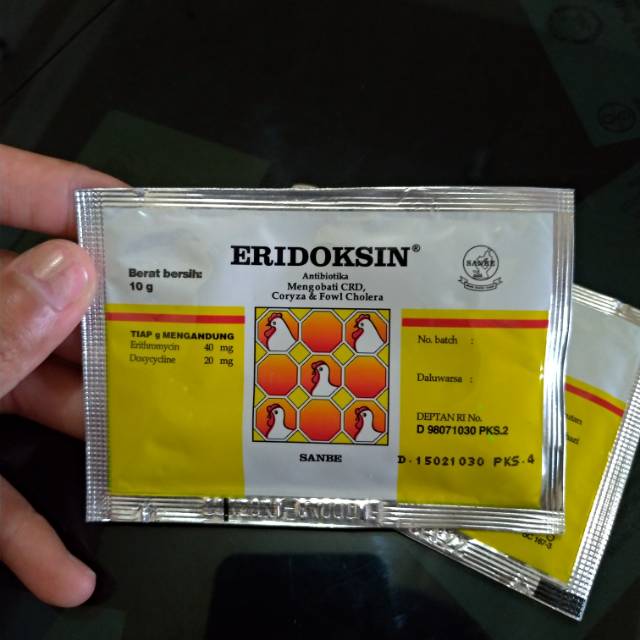 ERIDOKSIN®
Antibiotika
Mengobati CRD,
Coryza & Fowl Cholera
Berat bersih:
10 g
TIAP g MENGANDUNG
Erithromycin 40 mg
Doxycycline 20 mg
SANBE
SANBE
No. batch :
Daluwarsa :
DEPTAN RI No.
D 98071030 PKS.2
D. 15021030 PKS.4